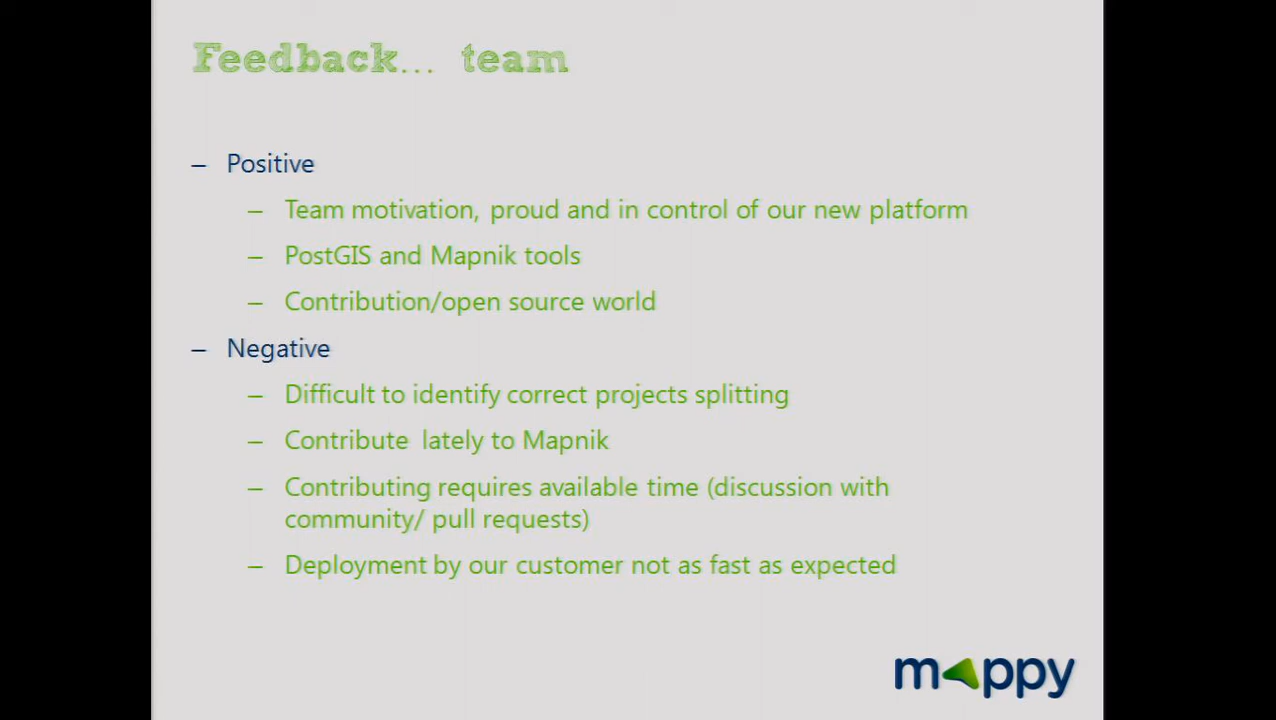 Feedback... team
– Positive
– Team motivation, proud and in control of our new platform
– PostGIS and Mapnik tools
– Contribution/open source world
– Negative
– Difficult to identify correct projects splitting
– Contribute lately to Mapnik
– Contributing requires available time (discussion with
community/ pull requests)
– Deployment by our customer not as fast as expected
mappy